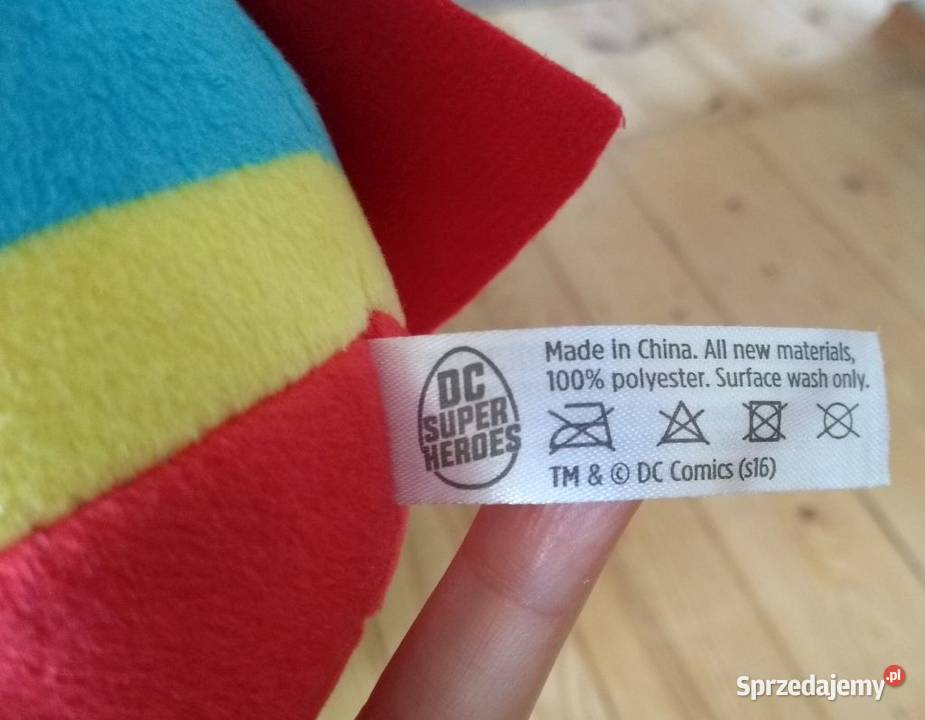 DC
SUPER
HEROES
Made in China. All new materials,
100% polyester. Surface wash only.
TM & © DC Comics (s16)
Sprzedajemy.pl